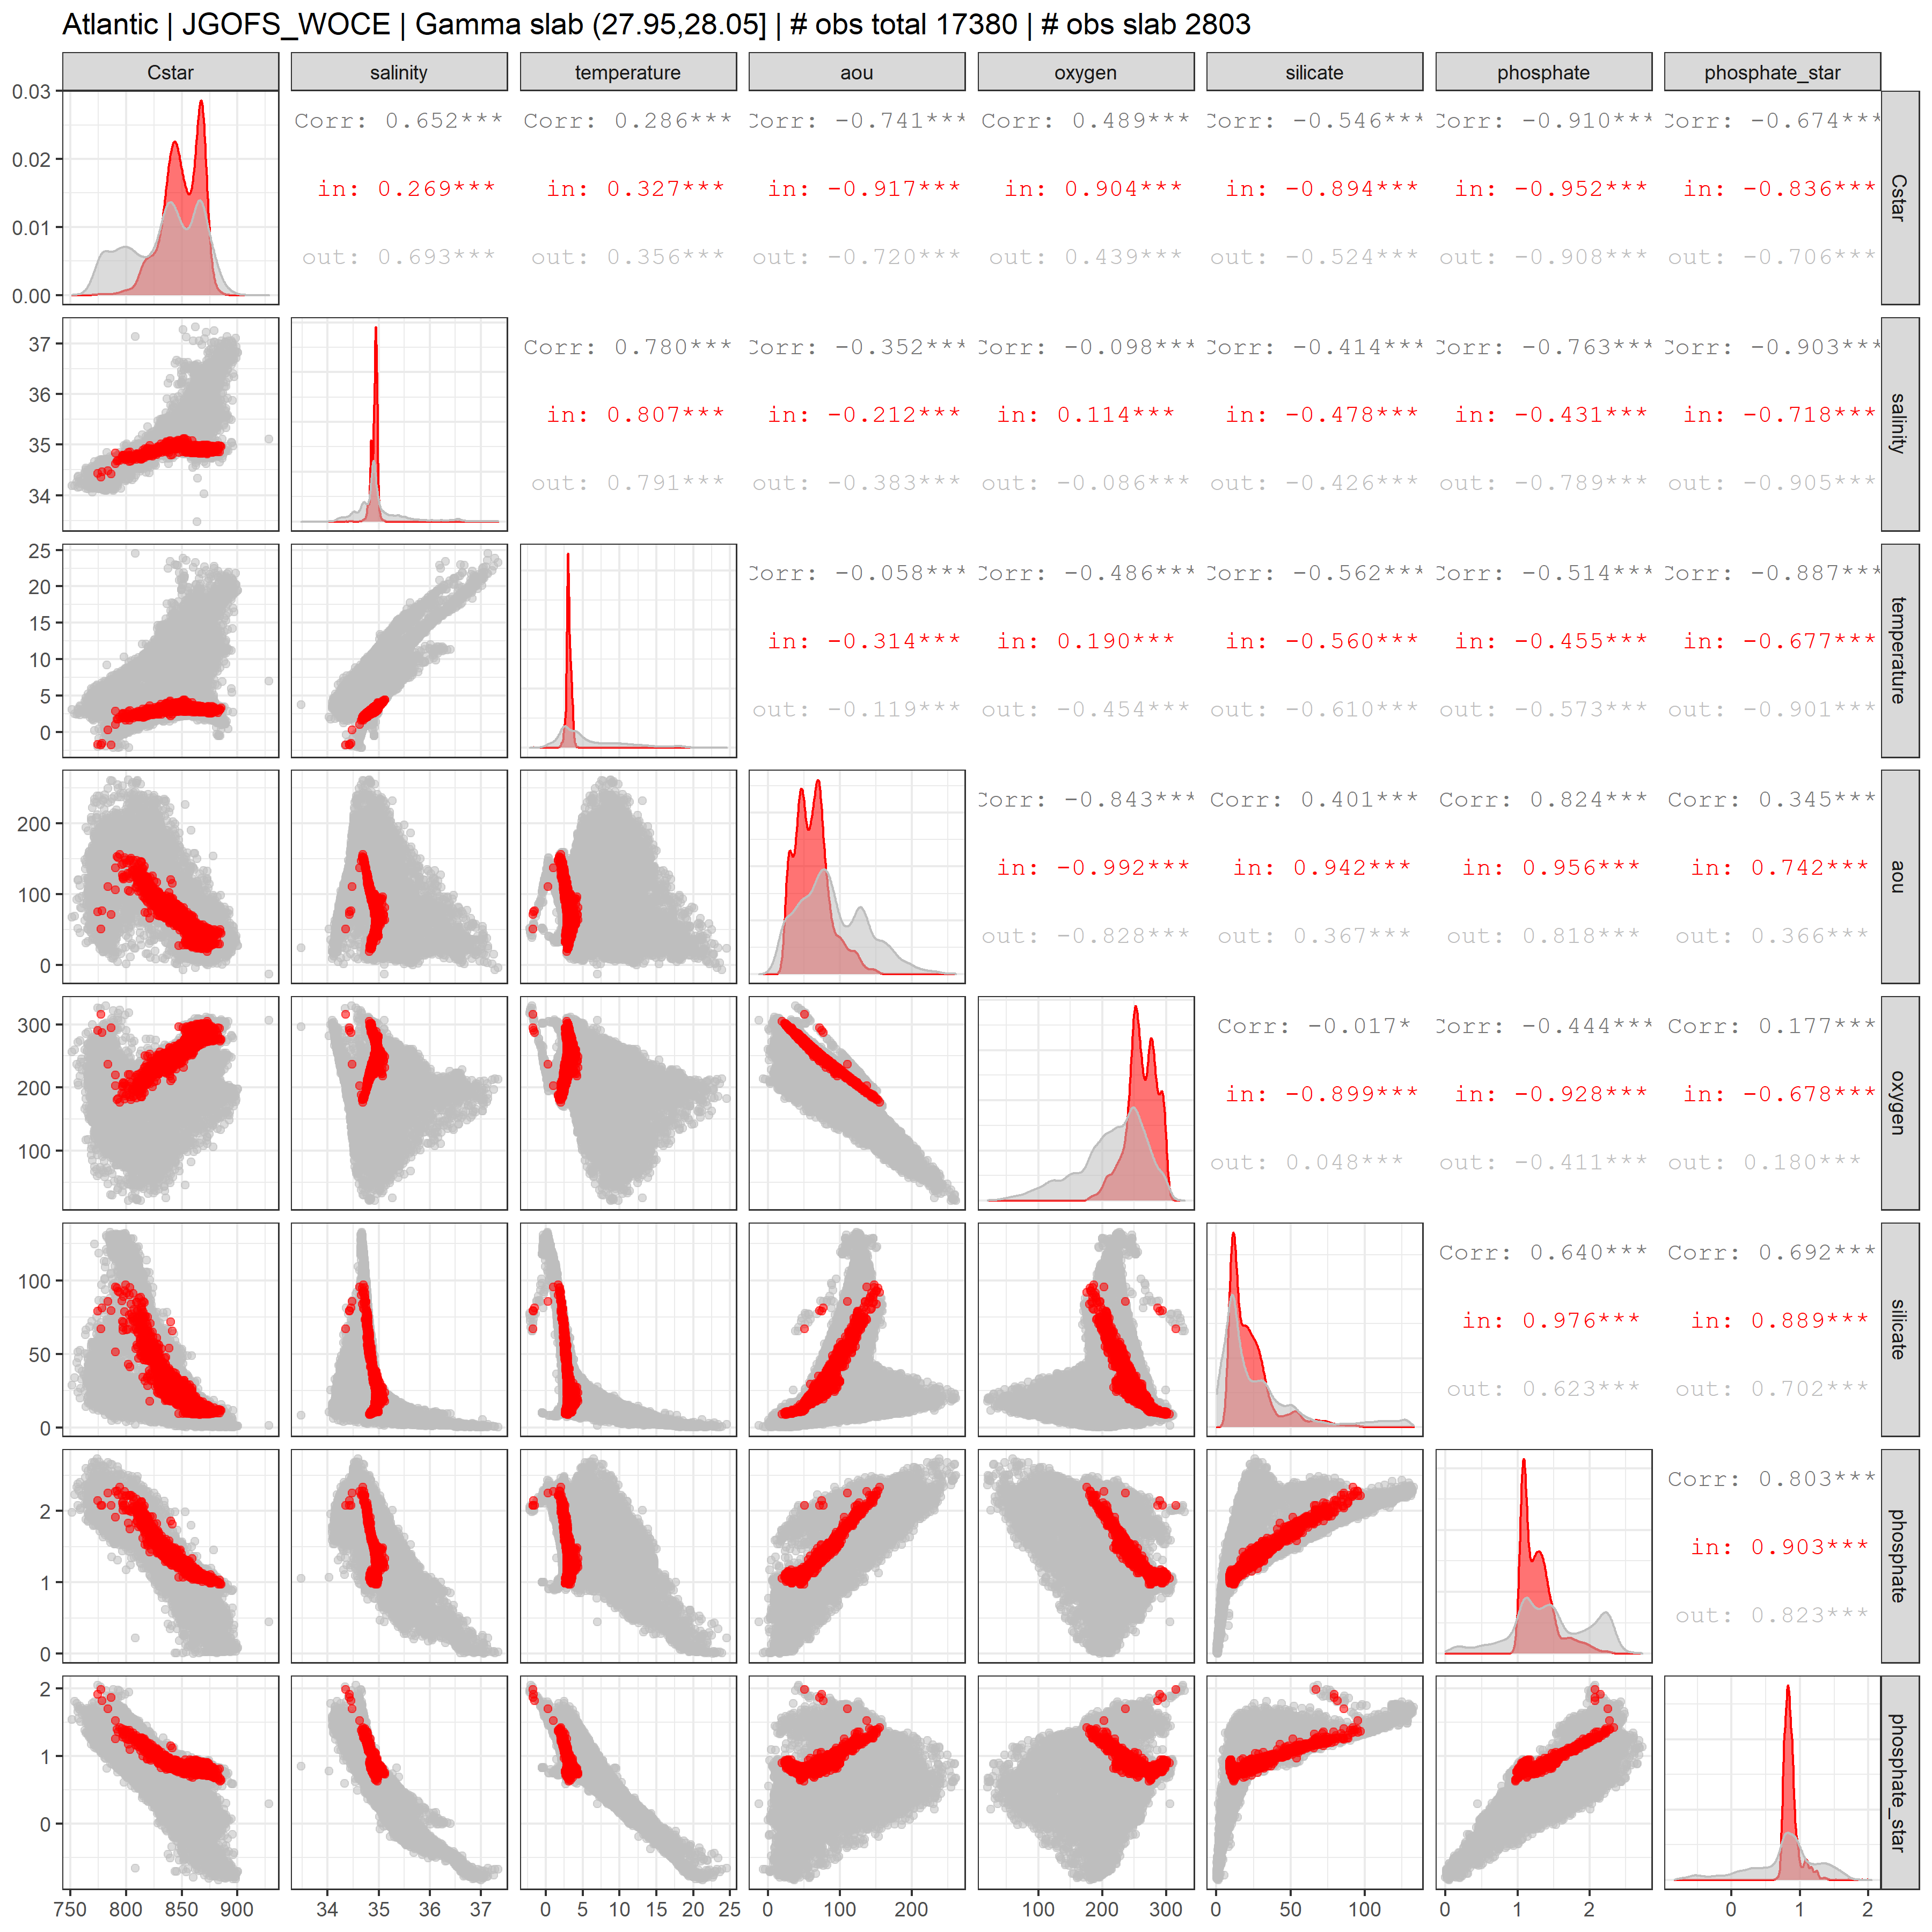 Atlantic | JGOFS_WOCE | Gamma slab (27.95,28.05] | # obs total 17380 | # obs slab 2803
Cstar salinity temperature aou oxygen silicate phosphate phosphate_star
0.03
0.02
0.01
0.00
Corr: 0.652*** Corr: 0.286*** Corr: -0.741*** Corr: 0.489*** Corr: -0.546*** Corr: -0.910*** Corr: -0.674***
in: 0.269*** in: 0.327*** in: -0.917*** in: 0.904*** in: -0.894*** in: -0.952*** in: -0.836***
out: 0.693*** out: 0.356*** out: -0.720*** out: 0.439*** out: -0.524*** out: -0.908*** out: -0.706***
Cstar
37
36
35
34
Corr: 0.780*** Corr: -0.352*** Corr: -0.098*** Corr: -0.414*** Corr: -0.763*** Corr: -0.903***
in: 0.807*** in: -0.212*** in: 0.114*** in: -0.478*** in: -0.431*** in: -0.718***
out: 0.791*** out: -0.383*** out: -0.086*** out: -0.426*** out: -0.789*** out: -0.905***
salinity
25
20
15
10
5
0
Corr: -0.058*** Corr: -0.486*** Corr: -0.562*** Corr: -0.514*** Corr: -0.887***
in: -0.314*** in: 0.190*** in: -0.560*** in: -0.455*** in: -0.677***
out: -0.119*** out: -0.454*** out: -0.610*** out: -0.573*** out: -0.901***
temperature
200
100
0
Corr: -0.843*** Corr: 0.401*** Corr: 0.824*** Corr: 0.345***
in: -0.992*** in: 0.942*** in: 0.956*** in: 0.742***
out: -0.828*** out: 0.367*** out: 0.818*** out: 0.366***
aou
300
200
100
Corr: -0.017* Corr: -0.444*** Corr: 0.177***
in: -0.899*** in: -0.928*** in: -0.678***
out: 0.048*** out: -0.411*** out: 0.180***
oxygen
100
50
0
Corr: 0.640*** Corr: 0.692***
in: 0.976*** in: 0.889***
out: 0.623*** out: 0.702***
silicate
2
1
0
Corr: 0.803***
in: 0.903***
out: 0.823***
phosphate
2
1
0
phosphate_star
750 800 850 900 34 35 36 37 0 5 10 15 20 25 0 100 200 100 200 300 0 50 100 0 1 2 0 1 2